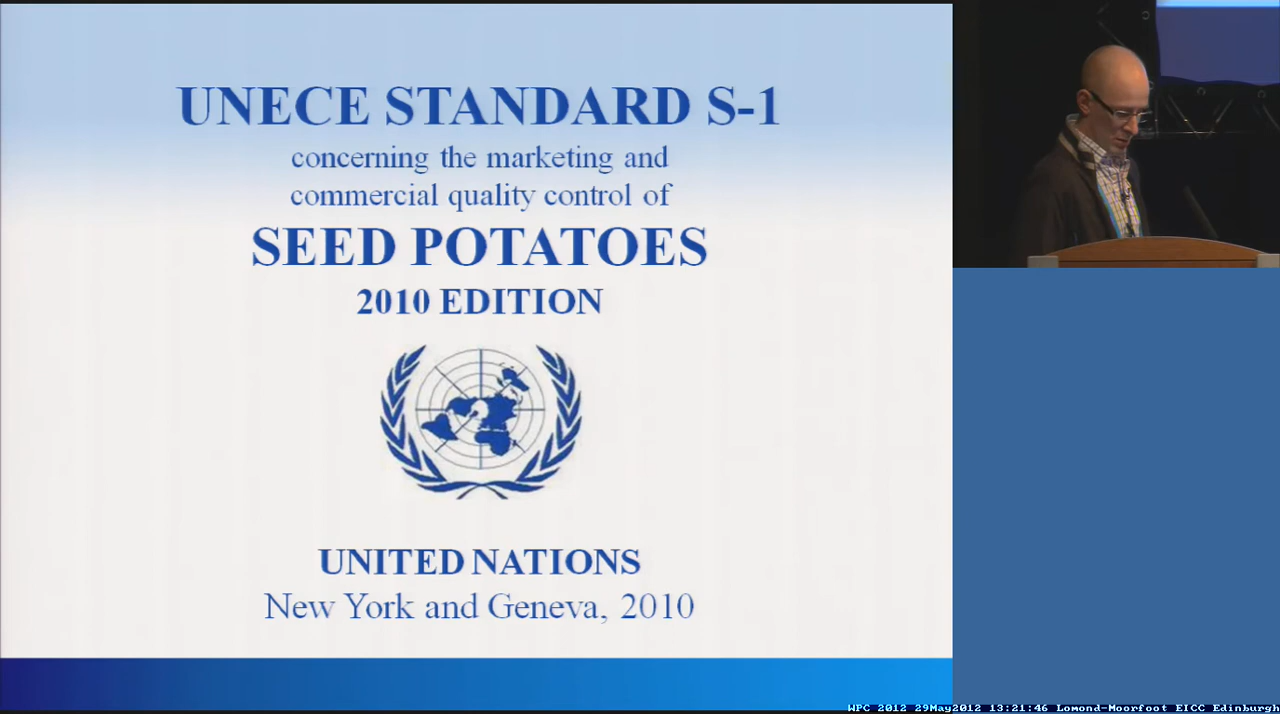 UNECE STANDARD S-1
concerning the marketing and
commercial quality control of
SEED POTATOES
2010 EDITION
UNITED NATIONS
New York and Geneva, 2010
WPC 2012 29May2012 13:21:46 Lomond-Moorfoot EICC Edinburgh